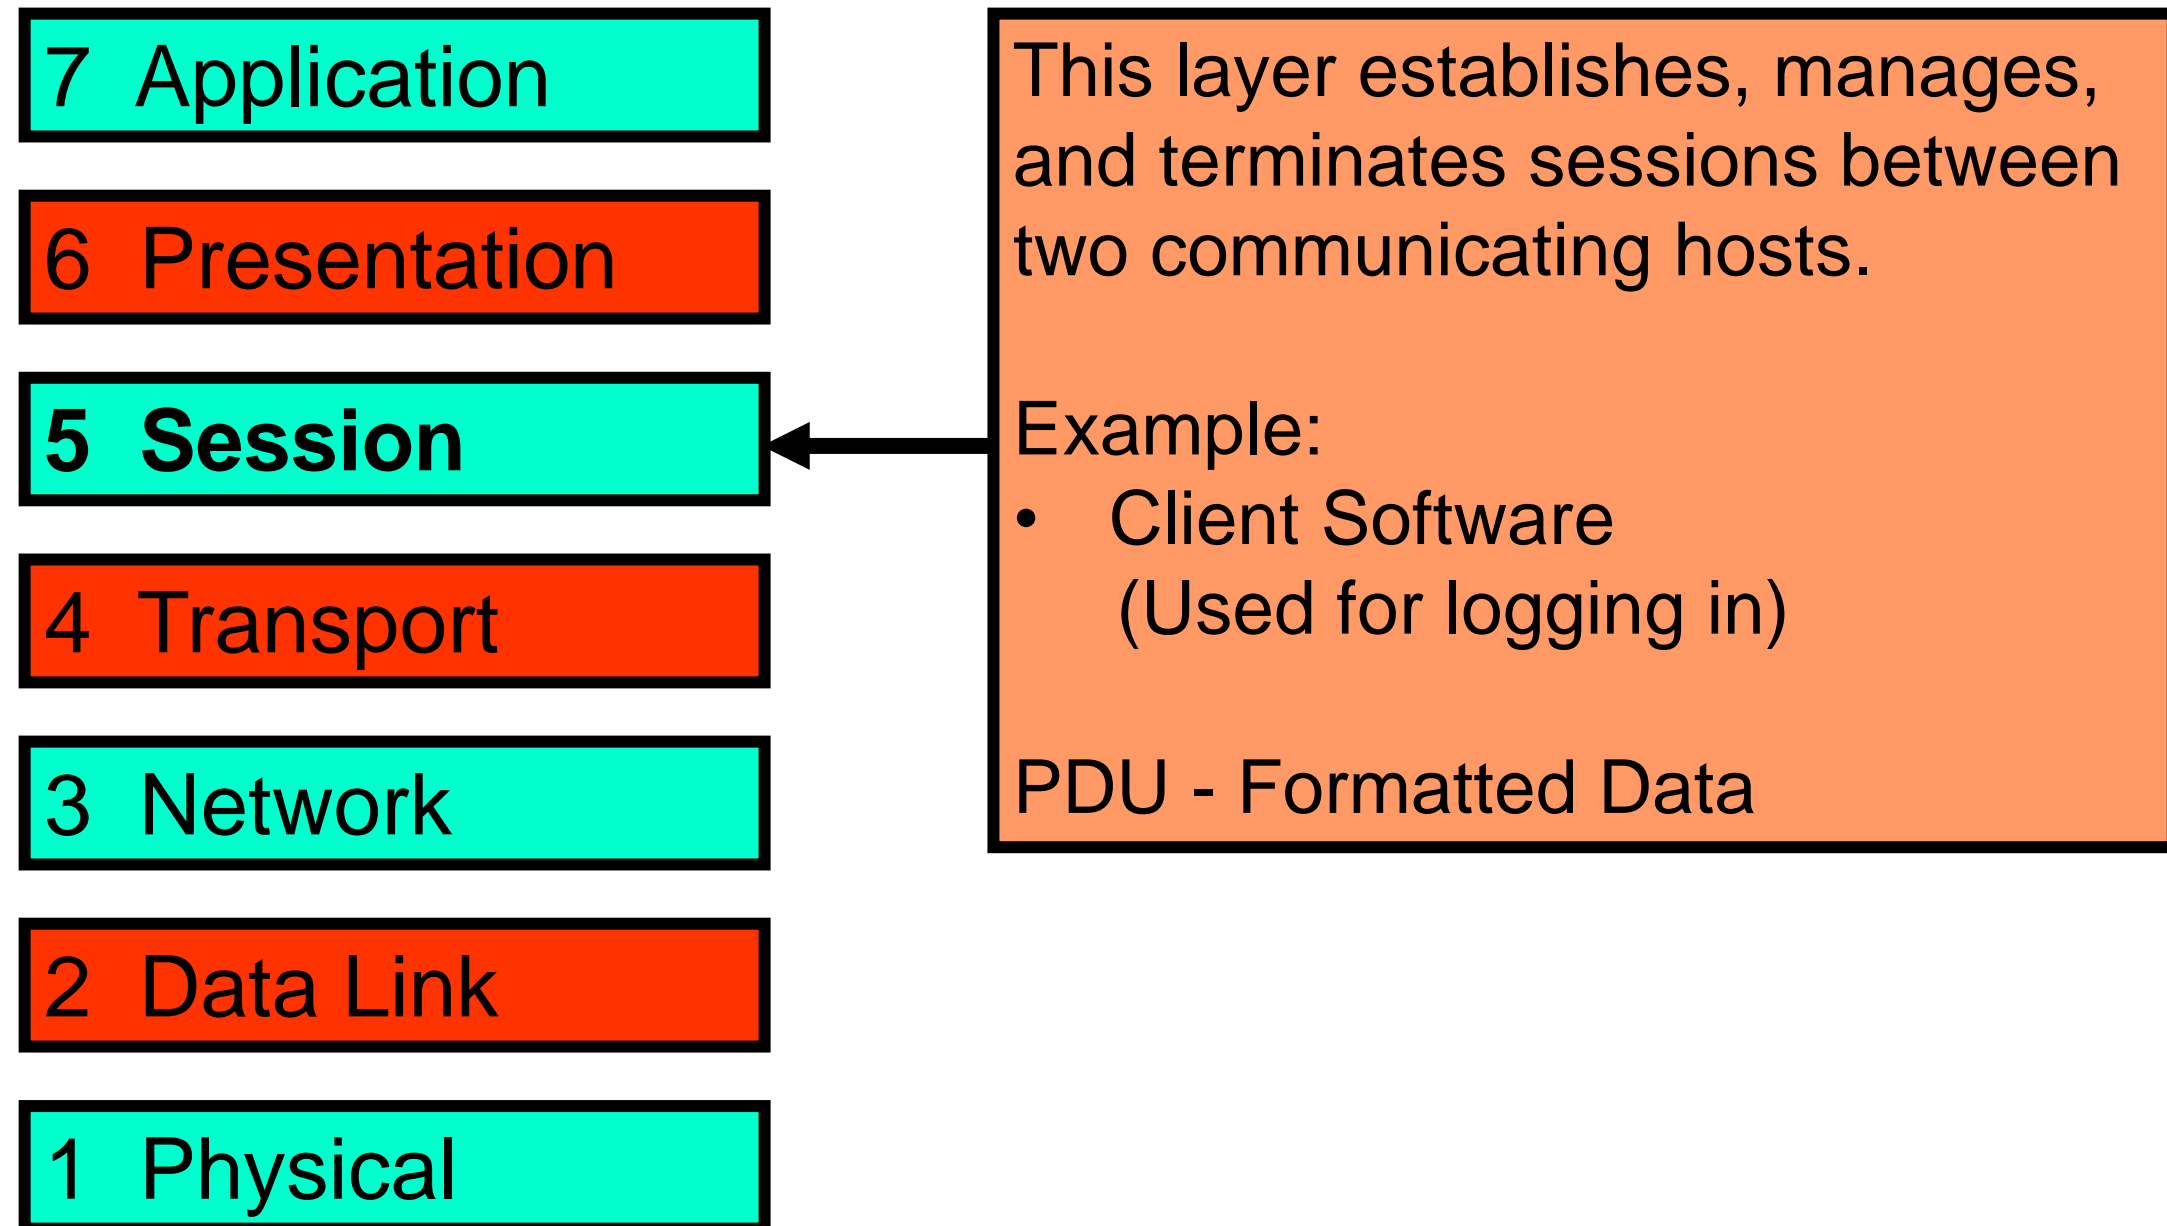 7 Application
6 Presentation
5 Session
4 Transport
3 Network
2 Data Link
1 Physical
This layer establishes, manages,
and terminates sessions between
two communicating hosts.
Example:
• Client Software
(Used for logging in)
PDU - Formatted Data